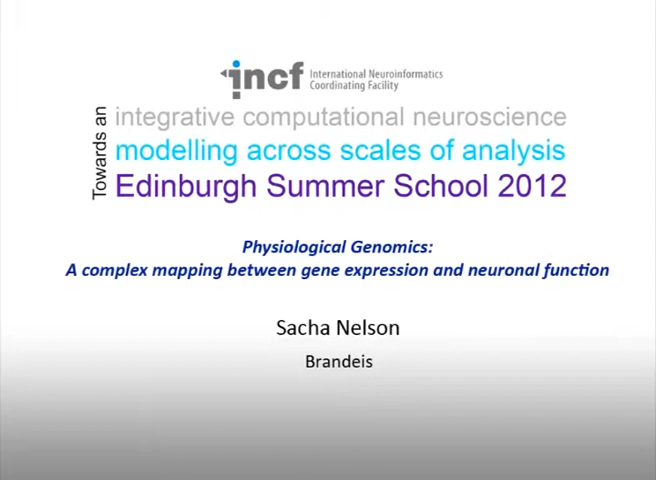 incf International Neuroinformatics
Coordinating Facility
Towards an
integrative computational neuroscience
modelling across scales of analysis
Edinburgh Summer School 2012
Physiological Genomics:
A complex mapping between gene expression and neuronal function
Sacha Nelson
Brandeis